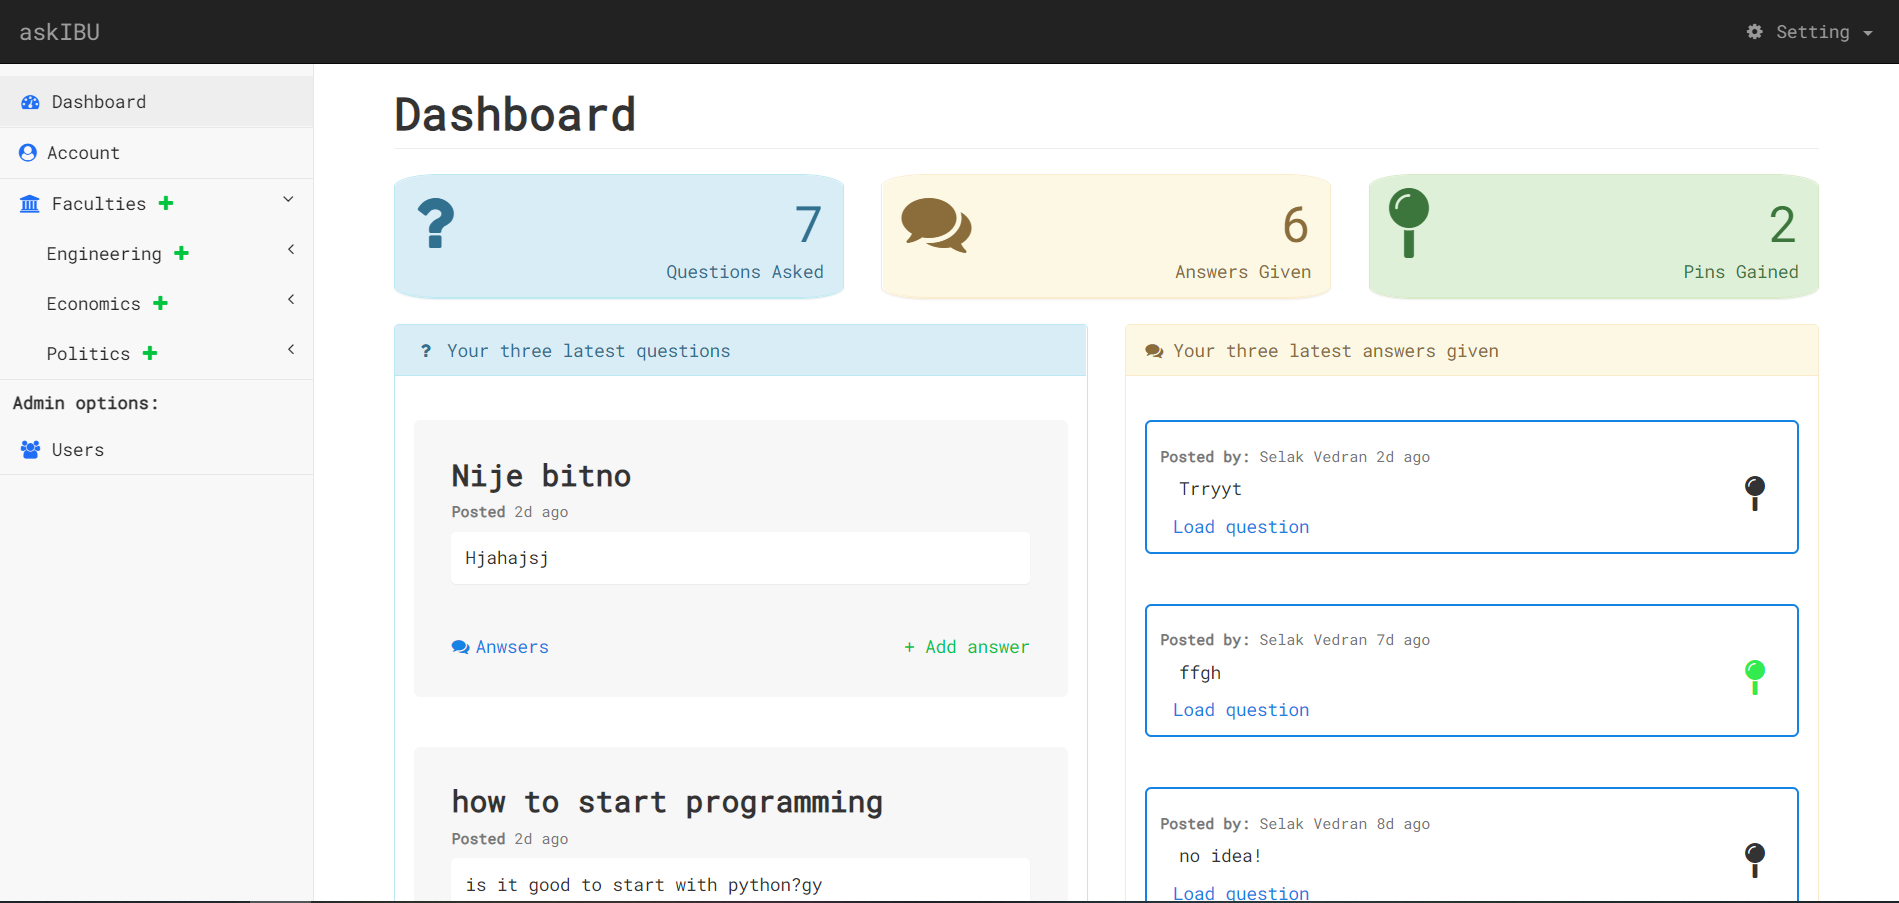 askIBU
Setting
Dashboard
Account
Faculties
Engineering
Economics
Politics
Admin options:
Users
Dashboard
7
Questions Asked
6
Answers Given
2
Pins Gained
? Your three latest questions
Nije bitno
Posted 2d ago
Hjahajsj
Anwsers
+ Add answer
how to start programming
Posted 2d ago
is it good to start with python?gy
Your three latest answers given
Posted by: Selak Vedran 2d ago
Trryyt
Load question
Posted by: Selak Vedran 7d ago
ffgh
Load question
Posted by: Selak Vedran 8d ago
no idea!
Load question